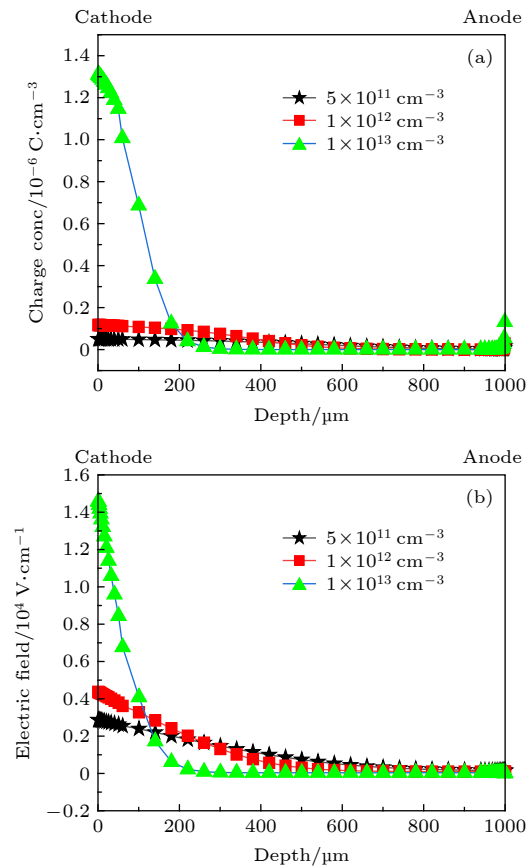 Cathode Anode
(a)
1.4
1.2
1.0
0.8
0.6
0.4
0.2
0
Charge conc/10⁻⁶ C·cm⁻³
5×10¹¹ cm⁻³
1×10¹² cm⁻³
1×10¹³ cm⁻³
0 200 400 600 800 1000
Depth/μm
Cathode Anode
(b)
1.6
1.4
1.2
1.0
0.8
0.6
0.4
0.2
0
−0.2
Electric field/10⁴ V·cm⁻¹
5×10¹¹ cm⁻³
1×10¹² cm⁻³
1×10¹³ cm⁻³
0 200 400 600 800 1000
Depth/μm